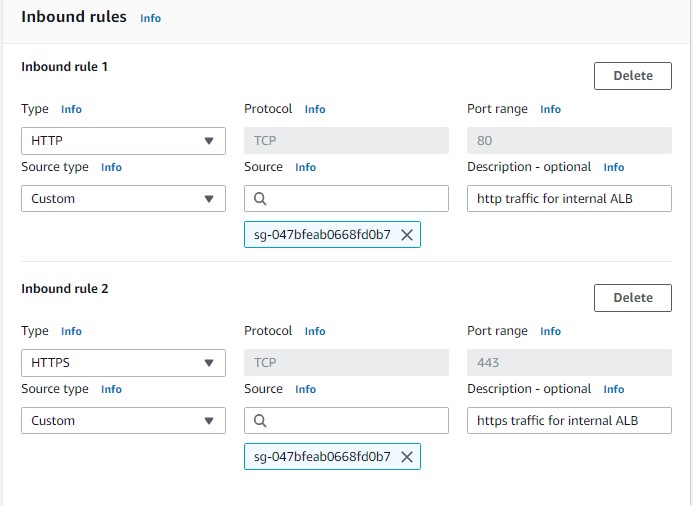 Inbound rules Info
Inbound rule 1
Delete
Type Info Protocol Info Port range Info
HTTP TCP 80
Source type Info Source Info Description - optional Info
Custom http traffic for internal ALB
sg-047bfeab0668fd0b7
Inbound rule 2
Delete
Type Info Protocol Info Port range Info
HTTPS TCP 443
Source type Info Source Info Description - optional Info
Custom https traffic for internal ALB
sg-047bfeab0668fd0b7